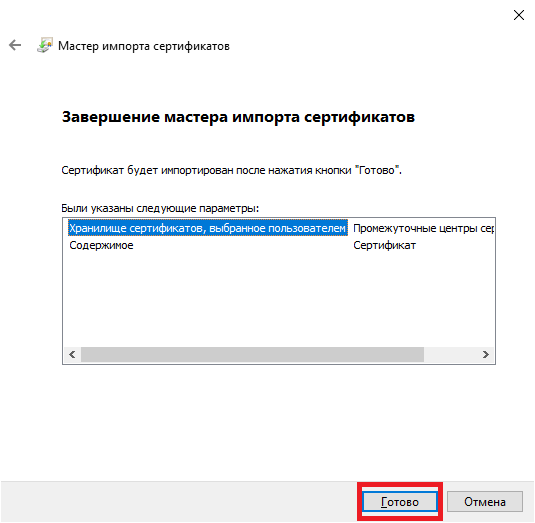 Мастер импорта сертификатов
Завершение мастера импорта сертификатов
Сертификат будет импортирован после нажатия кнопки "Готово".
Были указаны следующие параметры:
Хранилище сертификатов, выбранное пользователем Промежуточные центры сер
Содержимое Сертификат
Готово Отмена